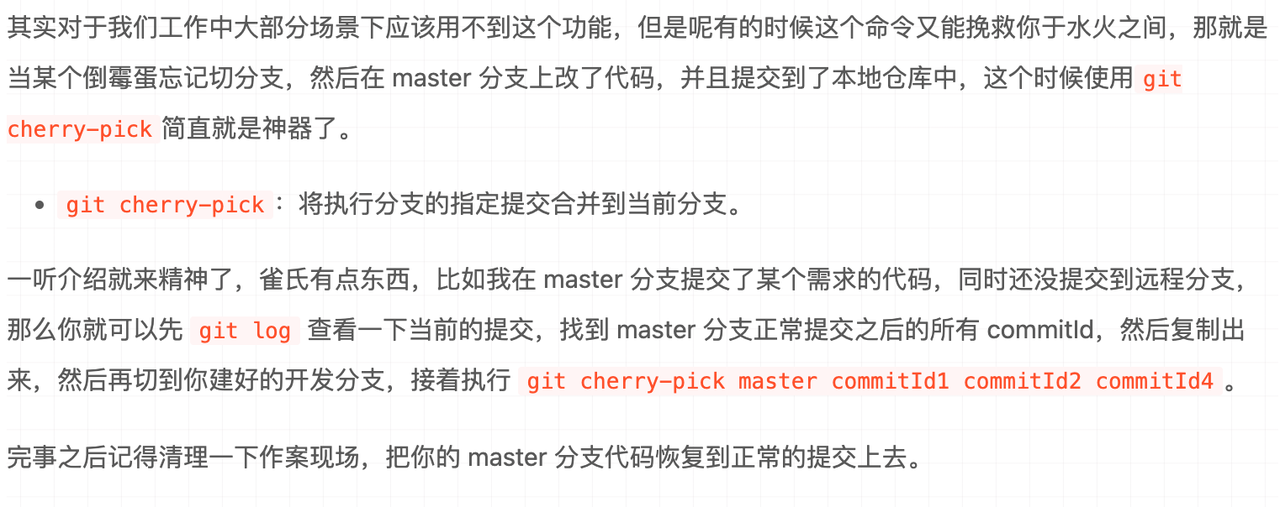 其实对于我们工作中大部分场景下应该用不到这个功能，但是呢有的时候这个命令又能挽救你于水火之间，那就是
当某个倒霉蛋忘记切分支，然后在 master 分支上改了代码，并且提交到了本地仓库中，这个时候使用 git
cherry-pick 简直就是神器了。
• git cherry-pick：将执行分支的指定提交合并到当前分支。
一听介绍就来精神了，雀氏有点东西，比如我在 master 分支提交了某个需求的代码，同时还没提交到远程分支，
那么你就可以先 git log 查看一下当前的提交，找到 master 分支正常提交之后的所有 commitId，然后复制出
来，然后再切到你建好的开发分支，接着执行 git cherry-pick master commitId1 commitId2 commitId4 。
完事之后记得清理一下作案现场，把你的 master 分支代码恢复到正常的提交上去。